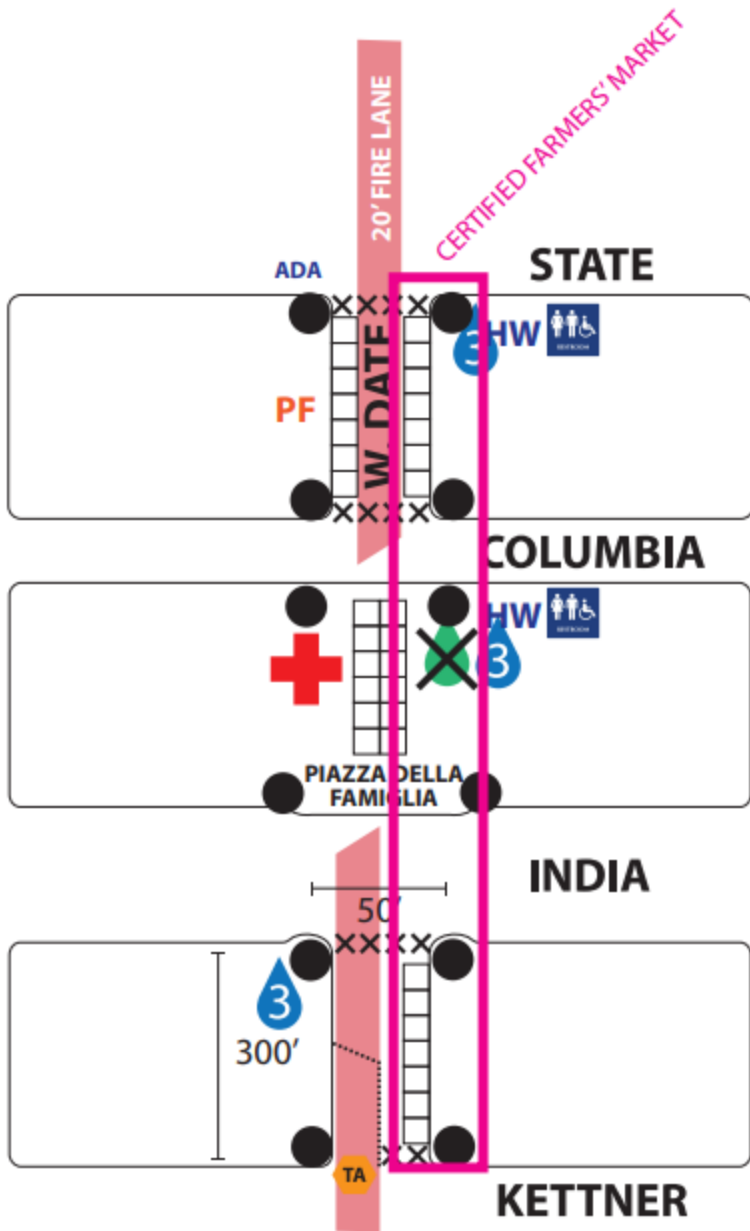 CERTIFIED FARMERS' MARKET
20' FIRE LANE
STATE
ADA
3
HW
RESTROOM
PF
W. DATE
COLUMBIA
HW
RESTROOM
3
PIAZZA DELLA
FAMIGLIA
INDIA
50'
3
300'
TA
KETTNER